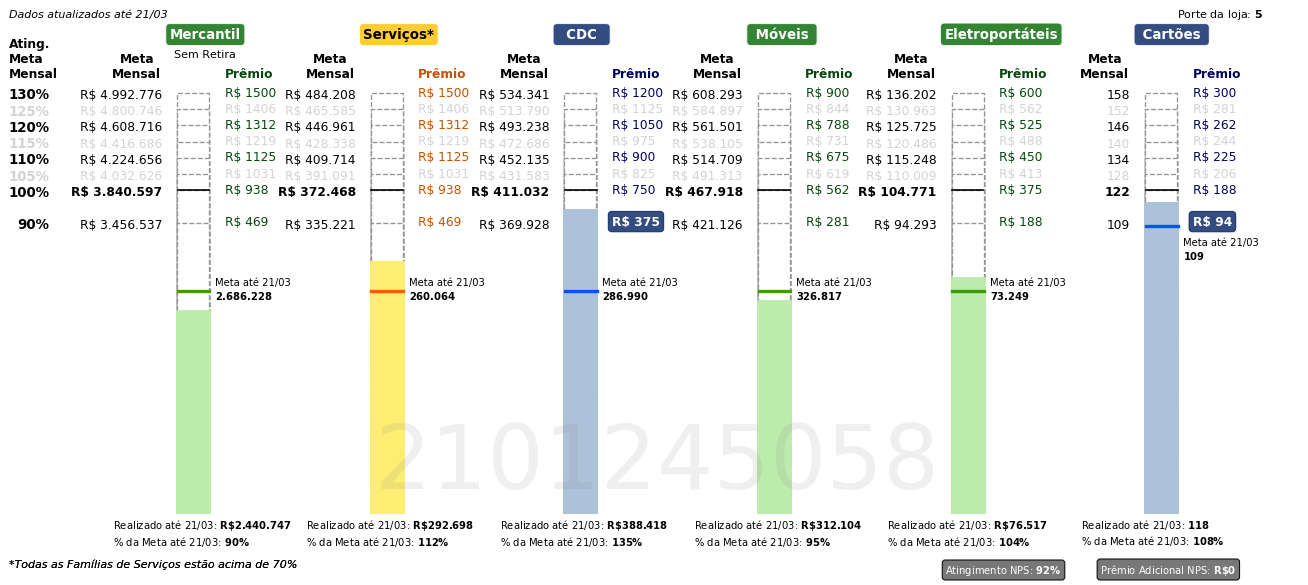 Dados atualizados até 21/03
Porte da loja: 5
Mercantil Serviços* CDC Móveis Eletroportáteis Cartões
Sem Retira
Ating. Meta Mensal
Meta Mensal Prêmio Meta Mensal Prêmio Meta Mensal Prêmio Meta Mensal Prêmio Meta Mensal Prêmio Meta Mensal Prêmio
130% R$ 4.992.776 R$ 1500 R$ 484.208 R$ 1500 R$ 534.341 R$ 1200 R$ 608.293 R$ 900 R$ 136.202 R$ 600 158 R$ 300
125% R$ 4.800.746 R$ 1406 R$ 465.585 R$ 1406 R$ 513.790 R$ 1125 R$ 584.897 R$ 844 R$ 130.963 R$ 562 152 R$ 281
120% R$ 4.608.716 R$ 1312 R$ 446.961 R$ 1312 R$ 493.238 R$ 1050 R$ 561.501 R$ 788 R$ 125.725 R$ 525 146 R$ 262
115% R$ 4.416.686 R$ 1219 R$ 428.338 R$ 1219 R$ 472.686 R$ 975 R$ 538.105 R$ 731 R$ 120.486 R$ 488 140 R$ 244
110% R$ 4.224.656 R$ 1125 R$ 409.714 R$ 1125 R$ 452.135 R$ 900 R$ 514.709 R$ 675 R$ 115.248 R$ 450 134 R$ 225
105% R$ 4.032.626 R$ 1031 R$ 391.091 R$ 1031 R$ 431.583 R$ 825 R$ 491.313 R$ 619 R$ 110.009 R$ 413 128 R$ 206
100% R$ 3.840.597 R$ 938 R$ 372.468 R$ 938 R$ 411.032 R$ 750 R$ 467.918 R$ 562 R$ 104.771 R$ 375 122 R$ 188
90% R$ 3.456.537 R$ 469 R$ 335.221 R$ 469 R$ 369.928 R$ 375 R$ 421.126 R$ 281 R$ 94.293 R$ 188 109 R$ 94
Meta até 21/03
109
Meta até 21/03 Meta até 21/03 Meta até 21/03 Meta até 21/03 Meta até 21/03
2.686.228 260.064 286.990 326.817 73.249
2101245058
Realizado até 21/03: R$2.440.747 Realizado até 21/03: R$292.698 Realizado até 21/03: R$388.418 Realizado até 21/03: R$312.104 Realizado até 21/03: R$76.517 Realizado até 21/03: 118
% da Meta até 21/03: 90% % da Meta até 21/03: 112% % da Meta até 21/03: 135% % da Meta até 21/03: 95% % da Meta até 21/03: 104% % da Meta até 21/03: 108%
*Todas as Famílias de Serviços estão acima de 70%
Atingimento NPS: 92% Prêmio Adicional NPS: R$0